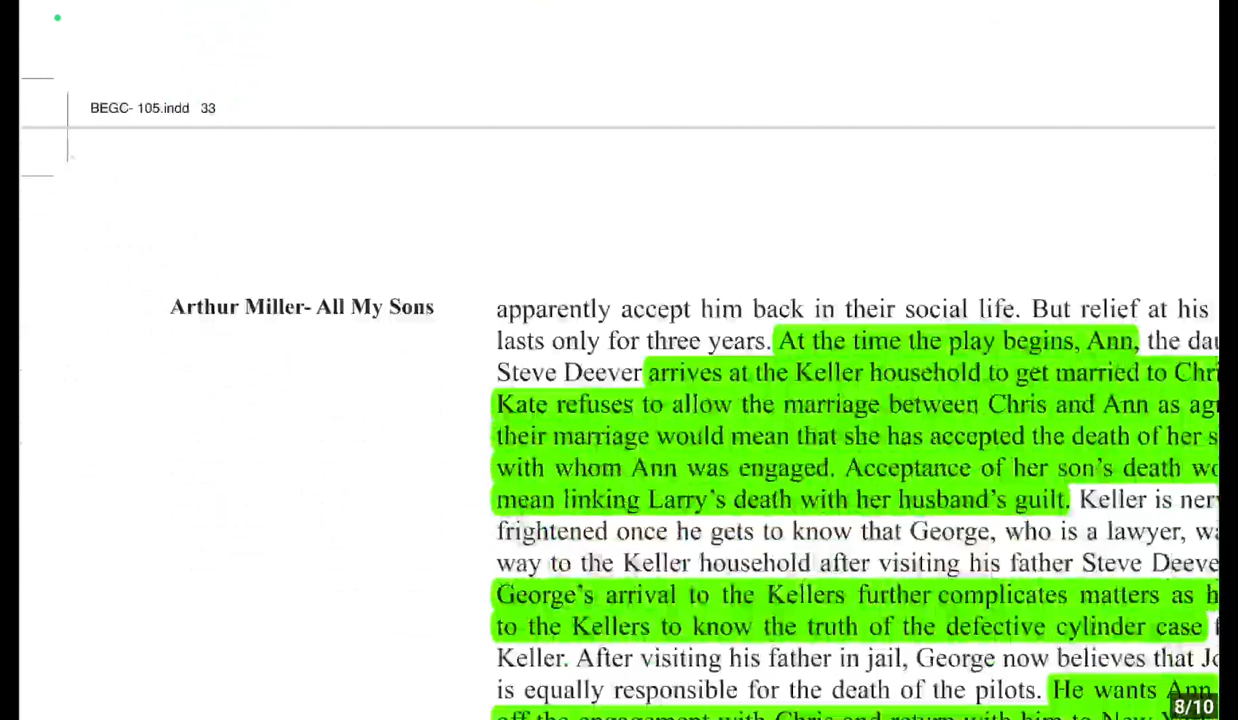 BEGC- 105.indd 33
Arthur Miller- All My Sons
apparently accept him back in their social life. But relief at his
lasts only for three years. At the time the play begins, Ann, the
Steve Deever arrives at the Keller household to get married to
Kate refuses to allow the marriage between Chris and Ann as
their marriage would mean that she has accepted the death of her
with whom Ann was engaged. Acceptance of her son's death
mean linking Larry's death with her husband's guilt. Keller is
frightened once he gets to know that George, who is a lawyer,
way to the Keller household after visiting his father Steve
George's arrival to the Kellers further complicates matters as
to the Kellers to know the truth of the defective cylinder case
Keller. After visiting his father in jail, George now believes that
is equally responsible for the death of the pilots. He wants Ann
8/10